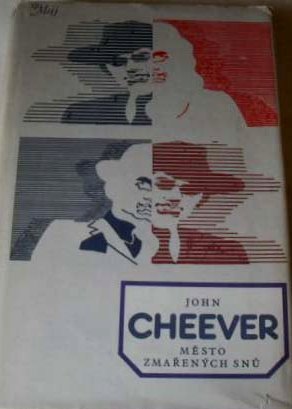 JOHN
CHEEVER
MĚSTO
ZMAŘENÝCH SNŮ